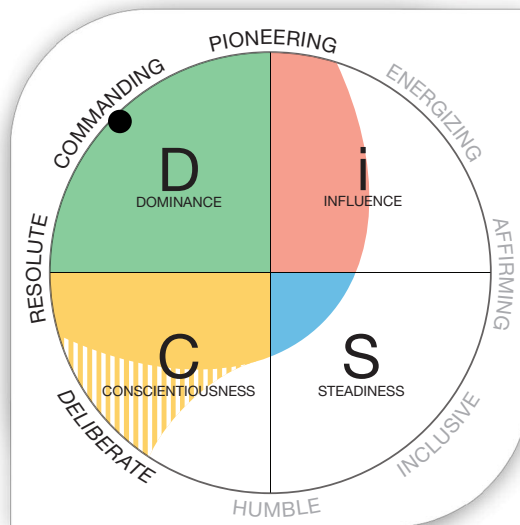 PIONEERING
COMMANDING
ENERGIZING
D
DOMINANCE
i
INFLUENCE
RESOLUTE
AFFIRMING
C
CONSCIENTIOUSNESS
S
STEADINESS
DELIBERATE
INCLUSIVE
HUMBLE